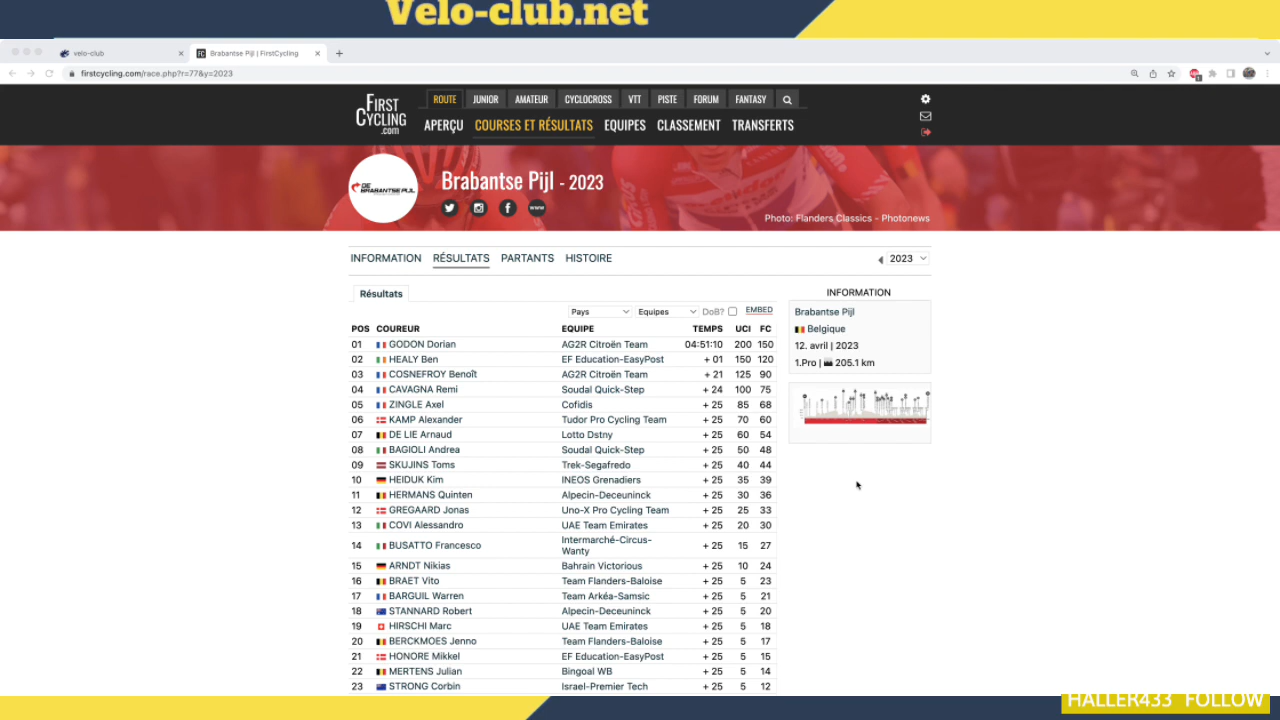 Velo-club.net
velo-club
Brabantse Pijl | FirstCycling
firstcycling.com/race.php?r=77&y=2023
FIRST
CYCLING
.com
ROUTE JUNIOR AMATEUR CYCLOCROSS VTT PISTE FORUM FANTASY
APERÇU COURSES ET RÉSULTATS EQUIPES CLASSEMENT TRANSFERTS
DE
BRABANTSE PIJL
Brabantse Pijl - 2023
www
Photo: Flanders Classics - Photonews
INFORMATION RÉSULTATS PARTANTS HISTOIRE 2023
Résultats
Pays Equipes DoB? EMBED
POS COUREUR EQUIPE TEMPS UCI FC
01 GODON Dorian AG2R Citroën Team 04:51:10 200 150
02 HEALY Ben EF Education-EasyPost + 01 150 120
03 COSNEFROY Benoît AG2R Citroën Team + 21 125 90
04 CAVAGNA Remi Soudal Quick-Step + 24 100 75
05 ZINGLE Axel Cofidis + 25 85 68
06 KAMP Alexander Tudor Pro Cycling Team + 25 70 60
07 DE LIE Arnaud Lotto Dstny + 25 60 54
08 BAGIOLI Andrea Soudal Quick-Step + 25 50 48
09 SKUJINS Toms Trek-Segafredo + 25 40 44
10 HEIDUK Kim INEOS Grenadiers + 25 35 39
11 HERMANS Quinten Alpecin-Deceuninck + 25 30 36
12 GREGAARD Jonas Uno-X Pro Cycling Team + 25 25 33
13 COVI Alessandro UAE Team Emirates + 25 20 30
14 BUSATTO Francesco Intermarché-Circus-
Wanty + 25 15 27
15 ARNDT Nikias Bahrain Victorious + 25 10 24
16 BRAET Vito Team Flanders-Baloise + 25 5 23
17 BARGUIL Warren Team Arkéa-Samsic + 25 5 21
18 STANNARD Robert Alpecin-Deceuninck + 25 5 20
19 HIRSCHI Marc UAE Team Emirates + 25 5 18
20 BERCKMOES Jenno Team Flanders-Baloise + 25 5 17
21 HONORE Mikkel EF Education-EasyPost + 25 5 15
22 MERTENS Julian Bingoal WB + 25 5 14
23 STRONG Corbin Israel-Premier Tech + 25 5 12
INFORMATION
Brabantse Pijl
Belgique
12. avril | 2023
1.Pro | 205.1 km
HALLER433 FOLLOW